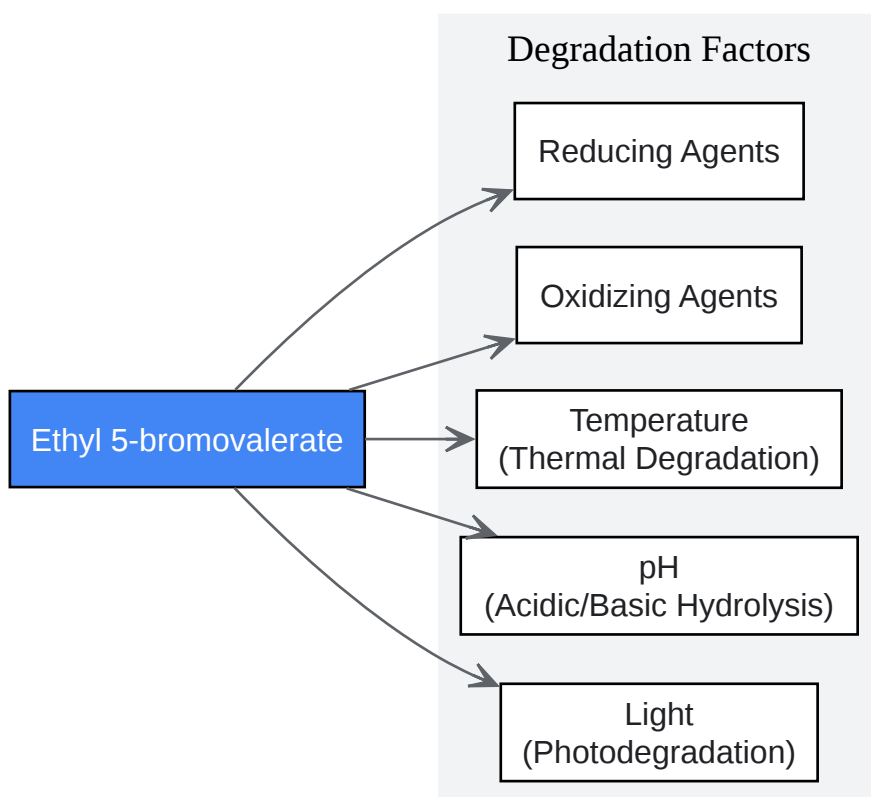 Degradation Factors
Reducing Agents
Oxidizing Agents
Ethyl 5-bromovalerate
Temperature
(Thermal Degradation)
pH
(Acidic/Basic Hydrolysis)
Light
(Photodegradation)